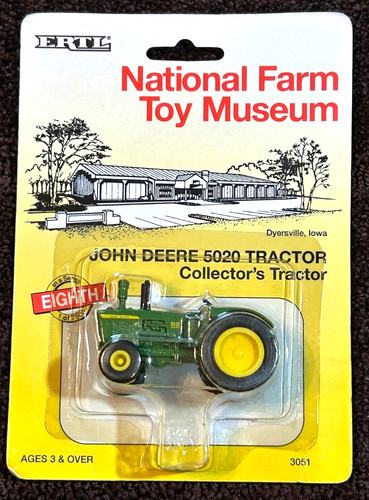 ERTL
National Farm
Toy Museum
Dyersville, Iowa
JOHN DEERE 5020 TRACTOR
Collector's Tractor
EIGHTH
AGES 3 & OVER
3051